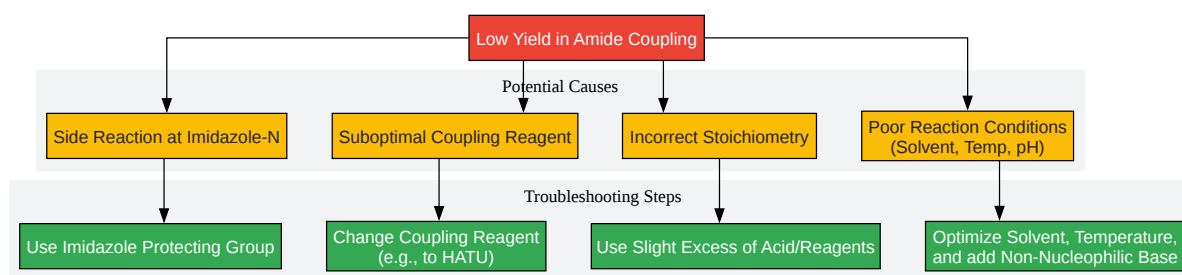 Low Yield in Amide Coupling
Potential Causes
Side Reaction at Imidazole-N
Suboptimal Coupling Reagent
Incorrect Stoichiometry
Poor Reaction Conditions
(Solvent, Temp, pH)
Troubleshooting Steps
Use Imidazole Protecting Group
Change Coupling Reagent
(e.g., to HATU)
Use Slight Excess of Acid/Reagents
Optimize Solvent, Temperature,
and add Non-Nucleophilic Base